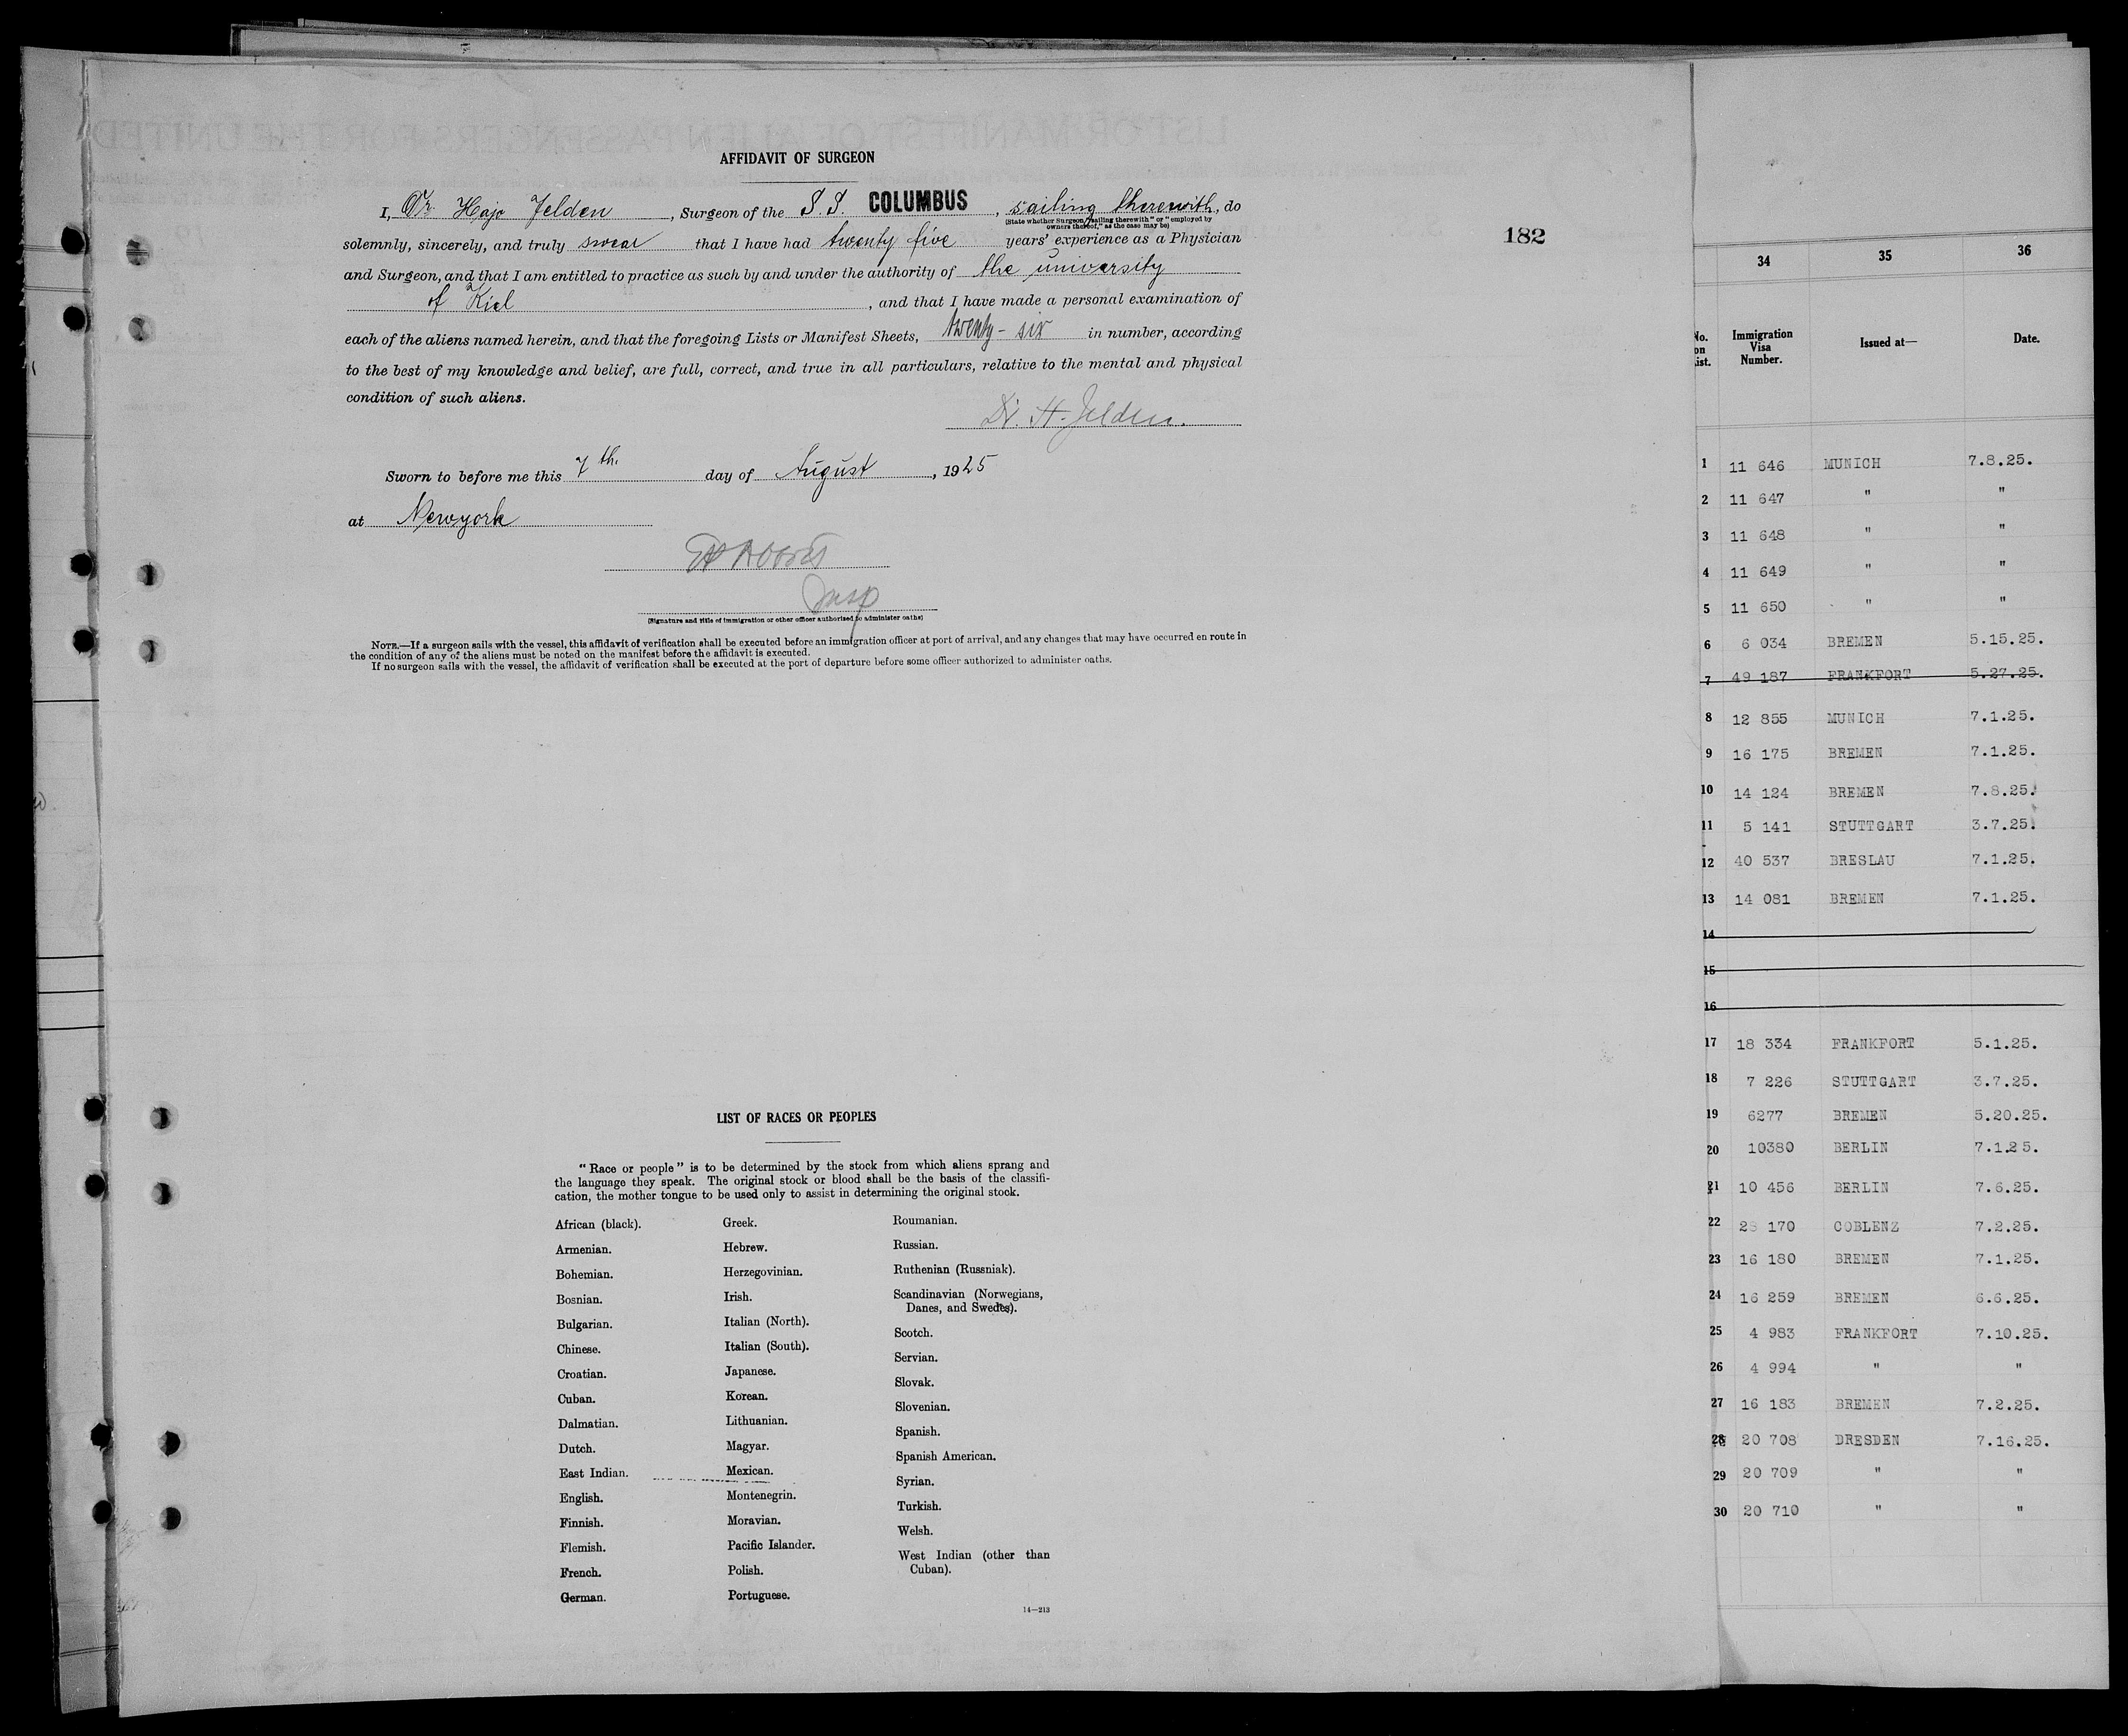 AFFIDAVIT OF SURGEON
I, Dr. Hajo Jelden, Surgeon of the S.S. COLUMBUS, sailing therewith, do
(State whether Surgeon "sailing therewith" or "employed by
owners thereof," as the case may be)
solemnly, sincerely, and truly swear that I have had twenty five years' experience as a Physician
and Surgeon, and that I am entitled to practice as such by and under the authority of the university
of Kiel, and that I have made a personal examination of
each of the aliens named herein, and that the foregoing Lists or Manifest Sheets, twenty-six in number, according
to the best of my knowledge and belief, are full, correct, and true in all particulars, relative to the mental and physical
condition of such aliens.
Dr. H. Jelden.
Sworn to before me this 7th day of August, 1925
at Newyork
Insp
(Signature and title of immigration or other officer authorized to administer oaths)
NOTE.—If a surgeon sails with the vessel, this affidavit of verification shall be executed before an immigration officer at port of arrival, and any changes that may have occurred en route in
the condition of any of the aliens must be noted on the manifest before the affidavit is executed.
If no surgeon sails with the vessel, the affidavit of verification shall be executed at the port of departure before some officer authorized to administer oaths.
182
LIST OF RACES OR PEOPLES
"Race or people" is to be determined by the stock from which aliens sprang and
the language they speak. The original stock or blood shall be the basis of the classifi-
cation, the mother tongue to be used only to assist in determining the original stock.
African (black).
Armenian.
Bohemian.
Bosnian.
Bulgarian.
Chinese.
Croatian.
Cuban.
Dalmatian.
Dutch.
East Indian.
English.
Finnish.
Flemish.
French.
German.
Greek.
Hebrew.
Herzegovinian.
Irish.
Italian (North).
Italian (South).
Japanese.
Korean.
Lithuanian.
Magyar.
Mexican.
Montenegrin.
Moravian.
Pacific Islander.
Polish.
Portuguese.
Roumanian.
Russian.
Ruthenian (Russniak).
Scandinavian (Norwegians,
Danes, and Swedes).
Scotch.
Servian.
Slovak.
Slovenian.
Spanish.
Spanish American.
Syrian.
Turkish.
Welsh.
West Indian (other than
Cuban).
14—213
34 35 36
No. on List. Immigration Visa Number. Issued at— Date.
1 11 646 MUNICH 7.8.25.
2 11 647 " "
3 11 648 " "
4 11 649 " "
5 11 650 " "
6 6 034 BREMEN 5.15.25.
7 49 187 FRANKFORT 5.27.25.
8 12 855 MUNICH 7.1.25.
9 16 175 BREMEN 7.1.25.
10 14 124 BREMEN 7.8.25.
11 5 141 STUTTGART 3.7.25.
12 40 537 BRESLAU 7.1.25.
13 14 081 BREMEN 7.1.25.
14
15
16
17 18 334 FRANKFORT 5.1.25.
18 7 226 STUTTGART 3.7.25.
19 6277 BREMEN 5.20.25.
20 10380 BERLIN 7.1.25.
21 10 456 BERLIN 7.6.25.
22 170 COBLENZ 7.2.25.
23 16 180 BREMEN 7.1.25.
24 16 259 BREMEN 6.6.25.
25 4 983 FRANKFORT 7.10.25.
26 4 994 " "
27 16 183 BREMEN 7.2.25.
28 20 708 DRESDEN 7.16.25.
29 20 709 " "
30 20 710 " "